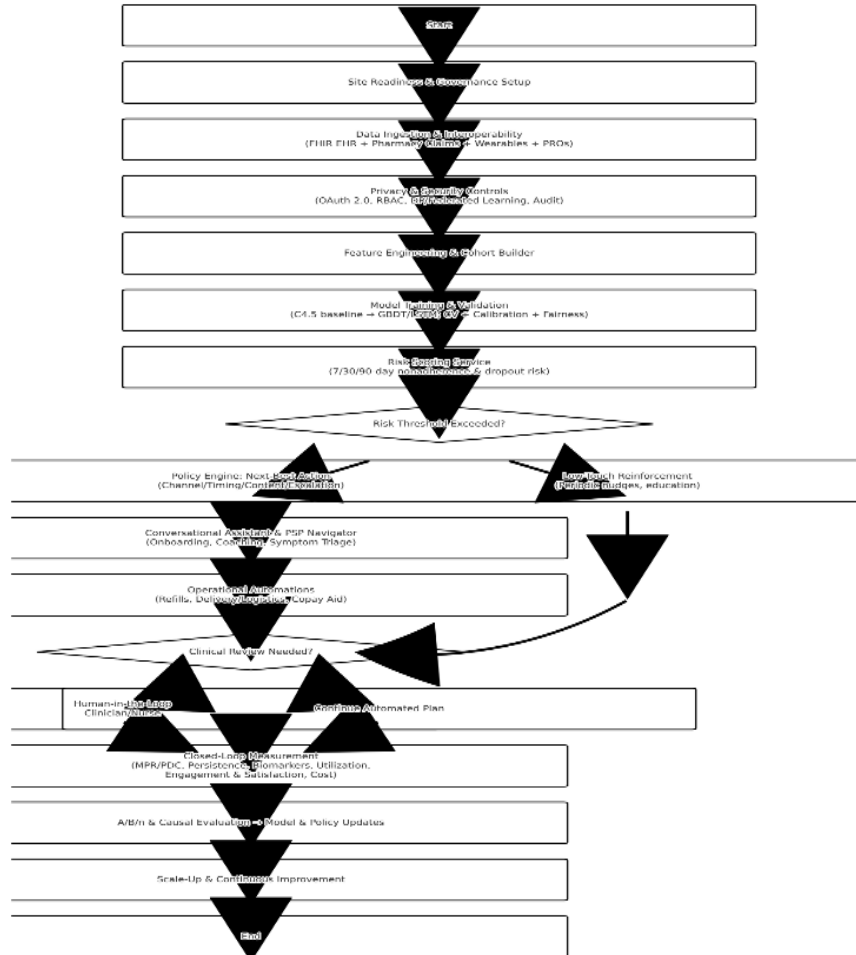 Start
Site Readiness & Governance Setup
Data Ingestion & Interoperability
(FHIR EHR + Pharmacy Claims + Wearables + PROs)
Privacy & Security Controls
(OAuth 2.0, RBAC, DP/Federated Learning, Audit)
Feature Engineering & Cohort Builder
Model Training & Validation
(C4.5 baseline → GBDT/LSTM; CV + Calibration + Fairness)
Risk Scoring Service
(7/30/90 day nonadherence & dropout risk)
Risk Threshold Exceeded?
Policy Engine: Next-Best Action
(Channel/Timing/Content/Escalation)
Low-Touch Reinforcement
(Periodic nudges, education)
Conversational Assistant & PSP Navigator
(Onboarding, Coaching, Symptom Triage)
Operational Automations
(Refills, Delivery/Logistics, Copay Aid)
Clinical Review Needed?
Human-in-the-Loop
Clinician/Nurse
Continue Automated Plan
Closed-Loop Measurement
(MPR/PDC, Persistence, Biomarkers, Utilization,
Engagement & Satisfaction, Cost)
A/B/n & Causal Evaluation → Model & Policy Updates
Scale-Up & Continuous Improvement
End